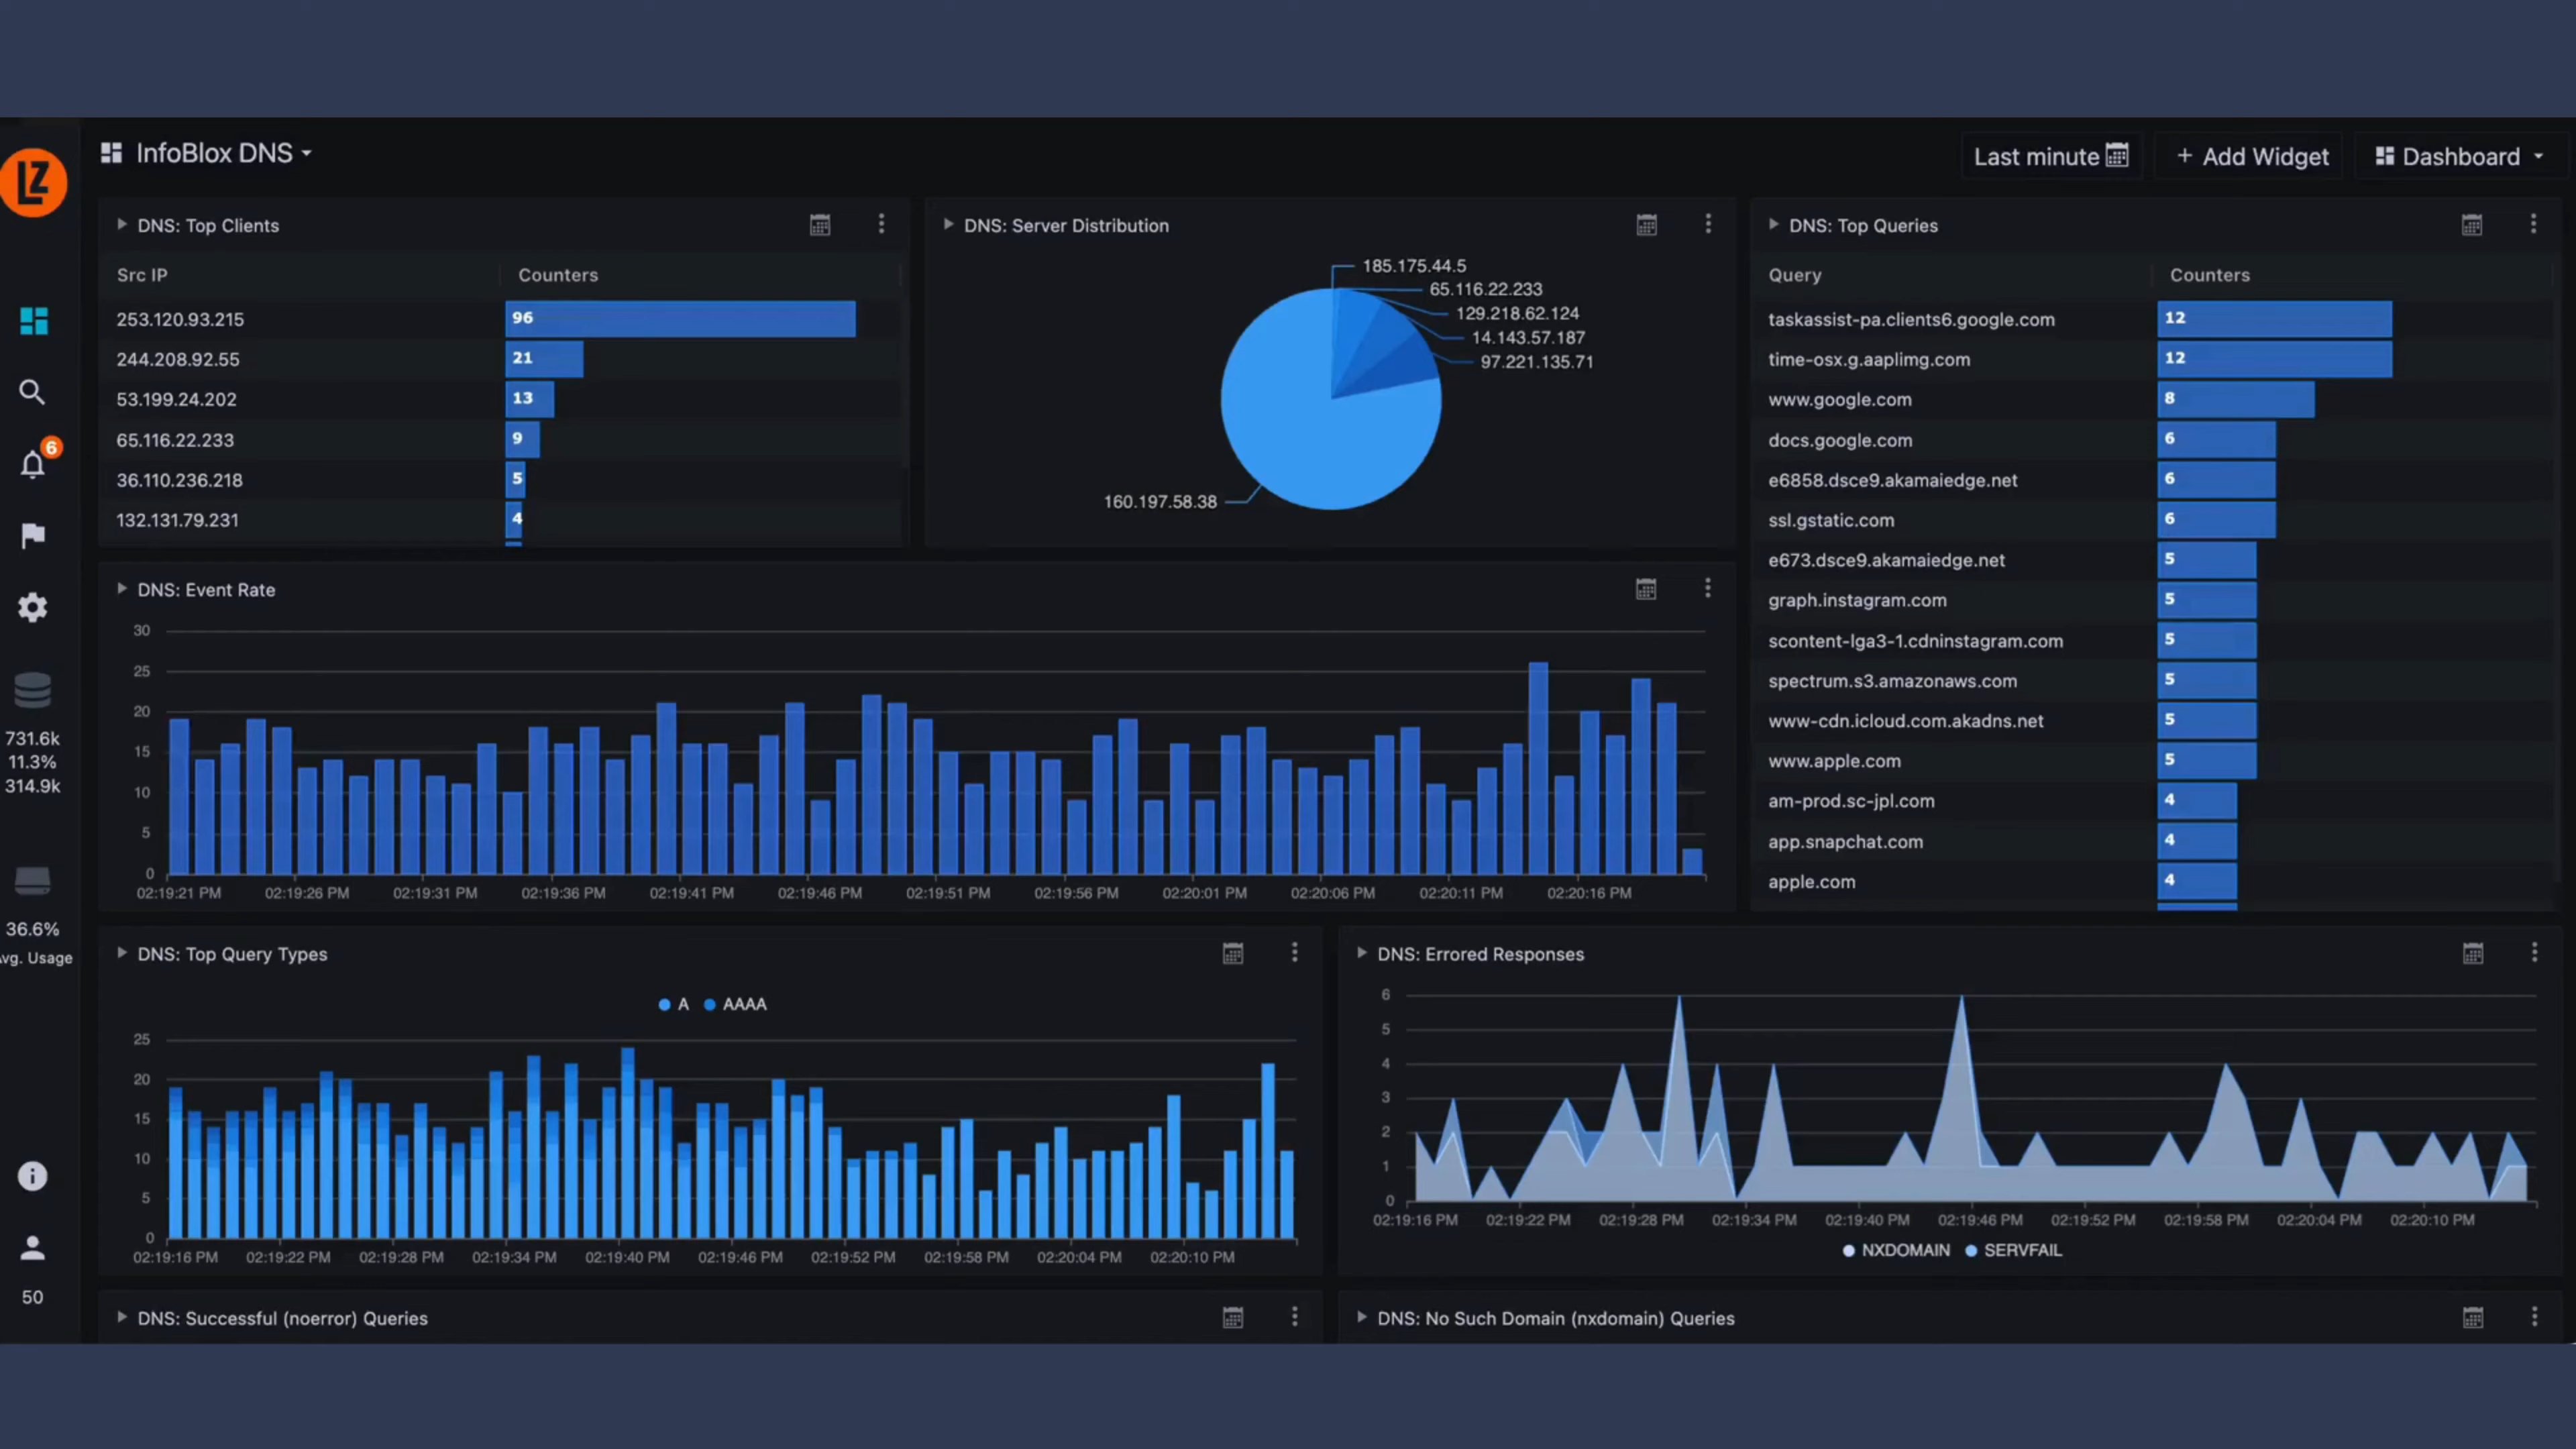 LZ
InfoBlox DNS
Last minute
+ Add Widget
Dashboard
DNS: Top Clients
Src IP Counters
253.120.93.215 96
244.208.92.55 21
53.199.24.202 13
65.116.22.233 9
36.110.236.218 5
132.131.79.231 4
DNS: Server Distribution
185.175.44.5
65.116.22.233
129.218.62.124
14.143.57.187
97.221.135.71
160.197.58.38
DNS: Top Queries
Query Counters
taskassist-pa.clients6.google.com 12
time-osx.g.aaplimg.com 12
www.google.com 8
docs.google.com 6
e6858.dsce9.akamaiedge.net 6
ssl.gstatic.com 6
e673.dsce9.akamaiedge.net 5
graph.instagram.com 5
scontent-lga3-1.cdninstagram.com 5
spectrum.s3.amazonaws.com 5
www-cdn.icloud.com.akadns.net 5
www.apple.com 5
am-prod.sc-jpl.com 4
app.snapchat.com 4
apple.com 4
6
731.6k
11.3%
314.9k
36.6%
vg. Usage
50
DNS: Event Rate
30
25
20
15
10
5
0
02:19:21 PM 02:19:26 PM 02:19:31 PM 02:19:36 PM 02:19:41 PM 02:19:46 PM 02:19:51 PM 02:19:56 PM 02:20:01 PM 02:20:06 PM 02:20:11 PM 02:20:16 PM
DNS: Top Query Types
A AAAA
25
20
15
10
5
0
02:19:16 PM 02:19:22 PM 02:19:28 PM 02:19:34 PM 02:19:40 PM 02:19:46 PM 02:19:52 PM 02:19:58 PM 02:20:04 PM 02:20:10 PM
DNS: Errored Responses
6
5
4
3
2
1
0
02:19:16 PM 02:19:22 PM 02:19:28 PM 02:19:34 PM 02:19:40 PM 02:19:46 PM 02:19:52 PM 02:19:58 PM 02:20:04 PM 02:20:10 PM
NXDOMAIN SERVFAIL
DNS: Successful (noerror) Queries
DNS: No Such Domain (nxdomain) Queries